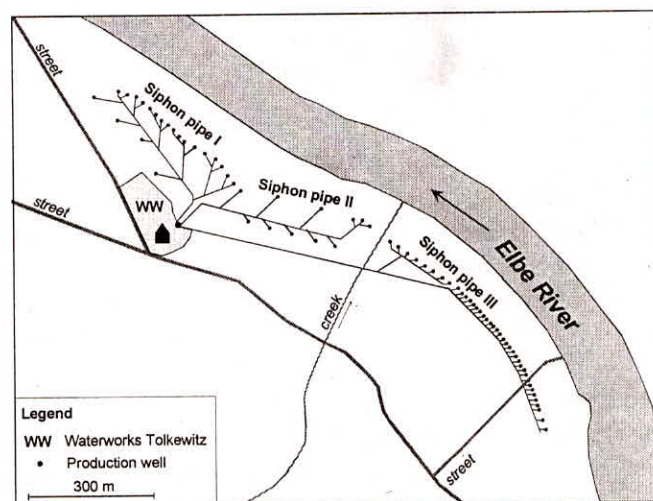 street
Siphon pipe I
WW
Siphon pipe II
street
Elbe River
Siphon pipe III
creek
Legend
WW Waterworks Tolkewitz
Production well
300 m
street